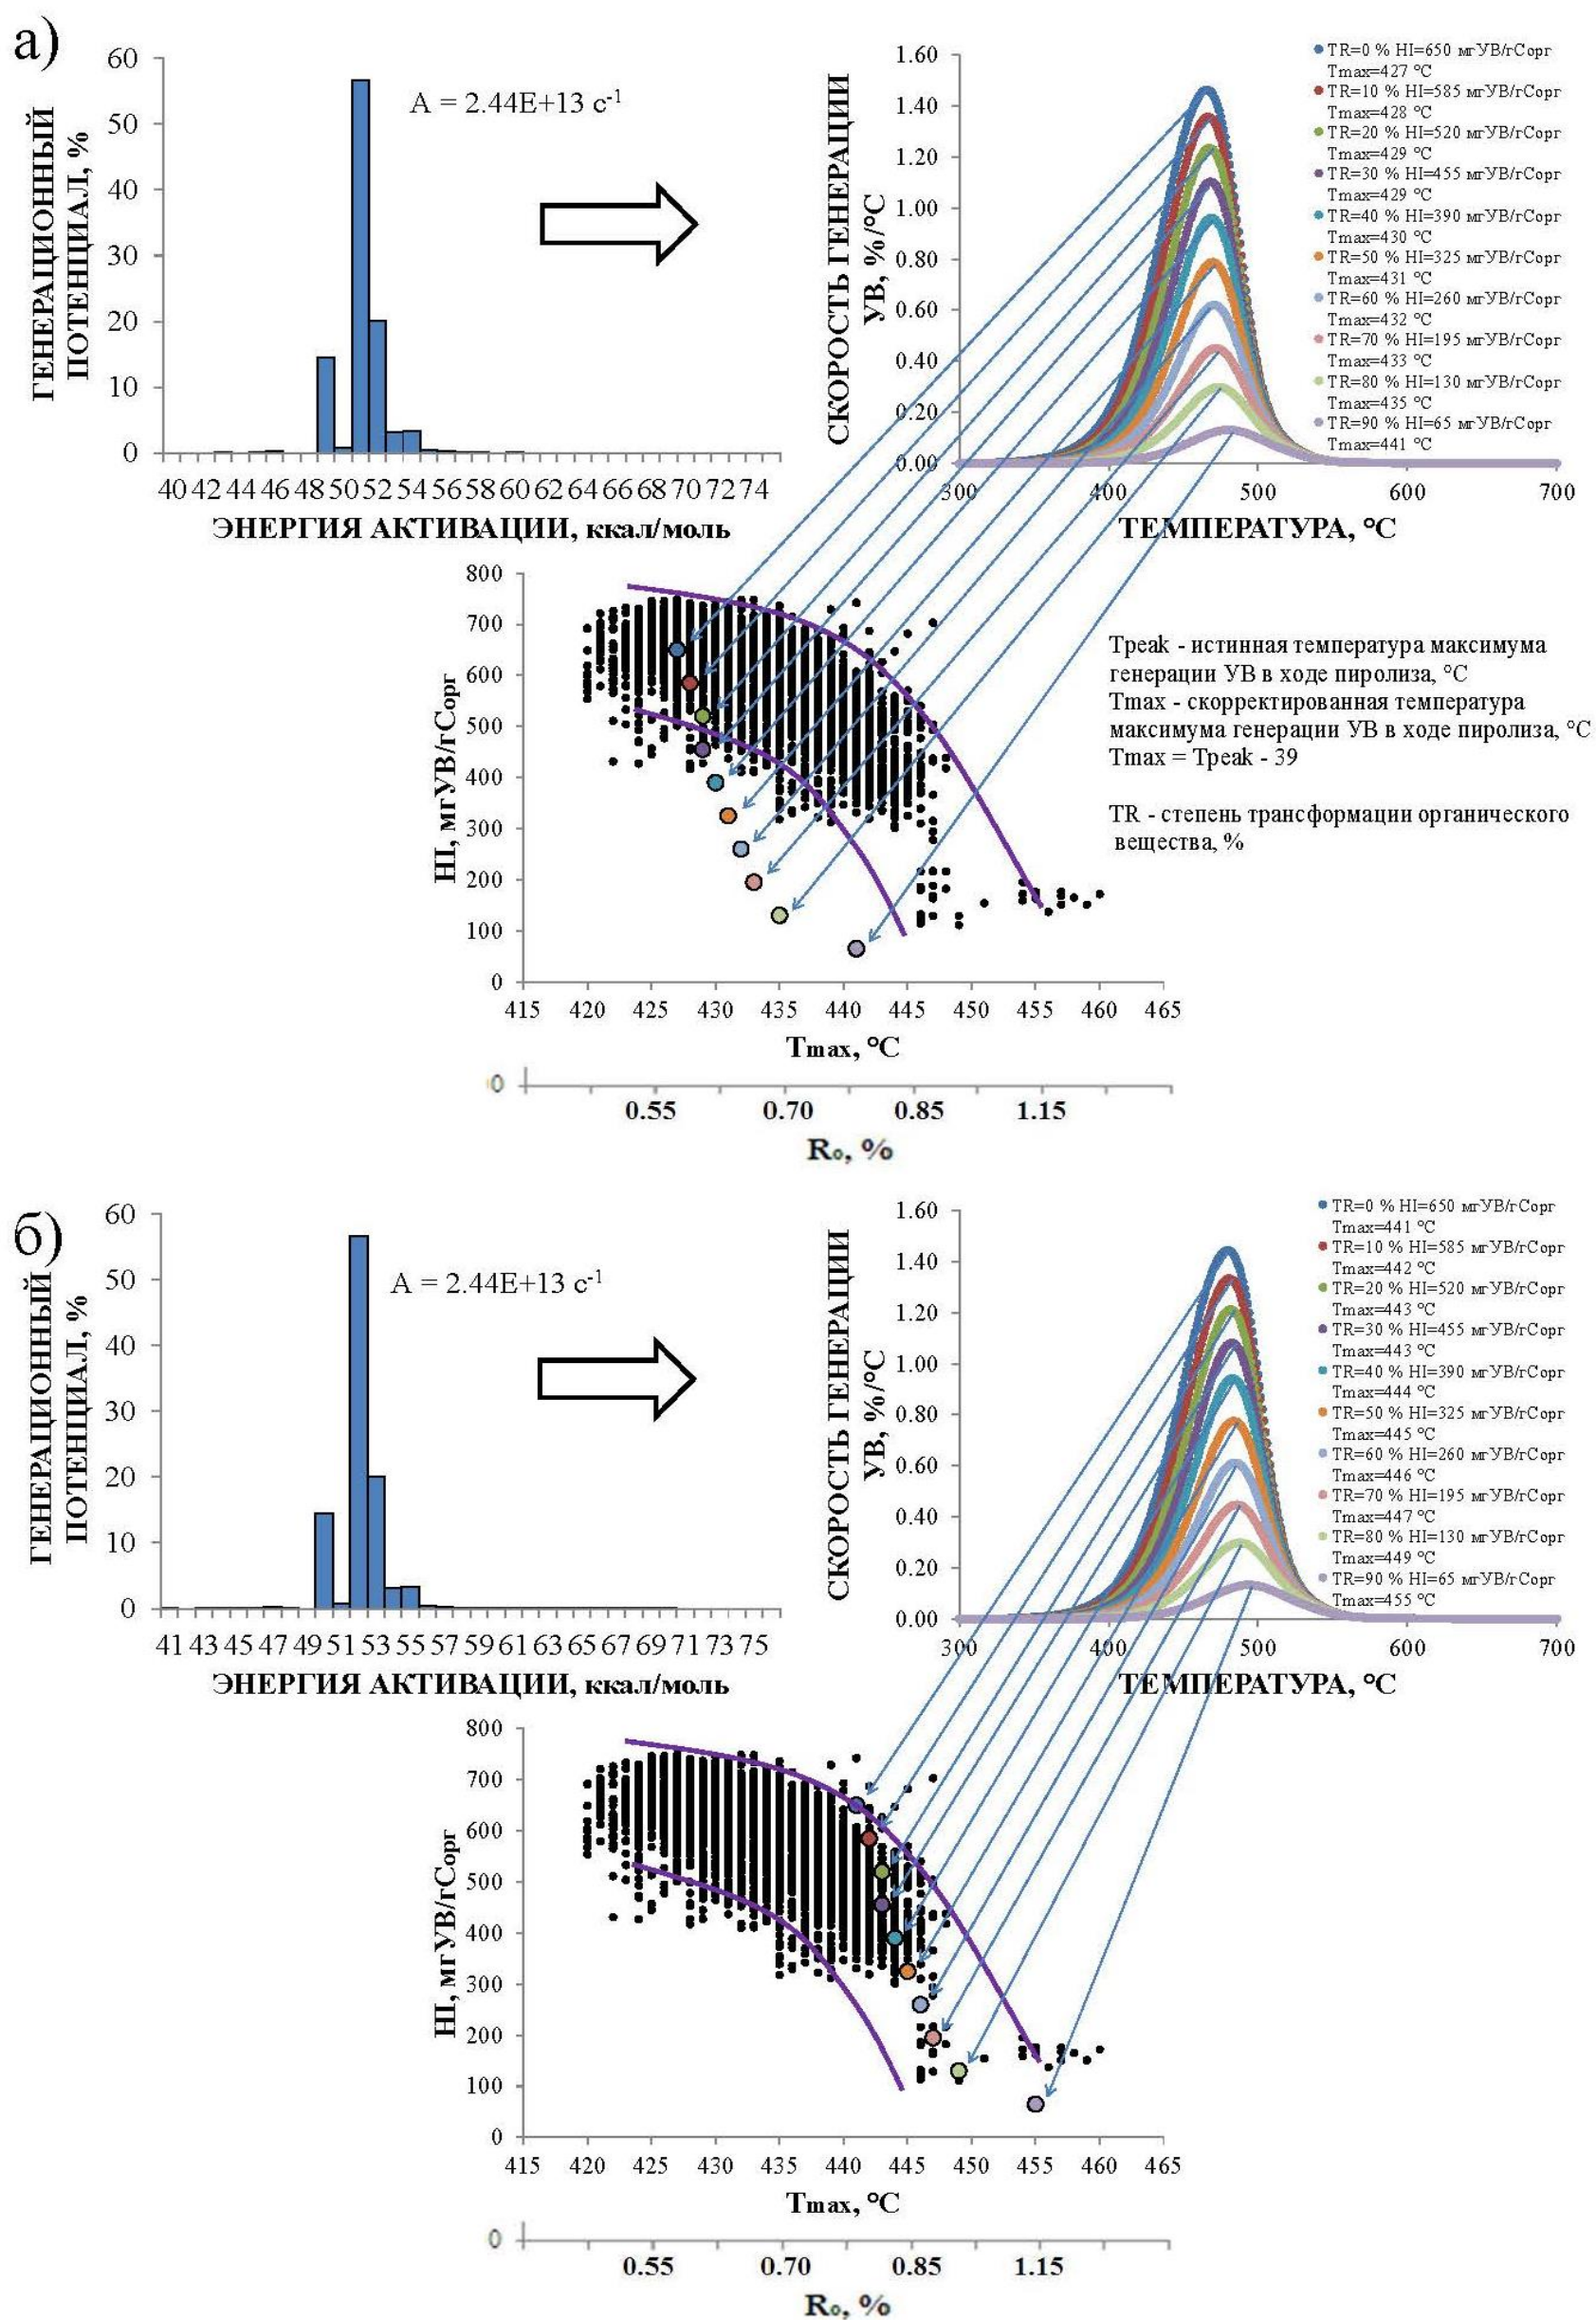 а)
ГЕНЕРАЦИОННЫЙ
ПОТЕНЦИАЛ, %
60
50
40
30
20
10
0
A = 2.44E+13 c-1
40 42 44 46 48 50 52 54 56 58 60 62 64 66 68 70 72 74
ЭНЕРГИЯ АКТИВАЦИИ, ккал/моль
СКОРОСТЬ ГЕНЕРАЦИИ
УВ, %/°C
1.60
1.40
1.20
1.00
0.80
0.60
0.40
0.20
0.00
300 400 500 600 700
ТЕМПЕРАТУРА, °C
TR=0 % HI=650 мгУВ/гСорг
Tmax=427 °C
TR=10 % HI=585 мгУВ/гСорг
Tmax=428 °C
TR=20 % HI=520 мгУВ/гСорг
Tmax=429 °C
TR=30 % HI=455 мгУВ/гСорг
Tmax=429 °C
TR=40 % HI=390 мгУВ/гСорг
Tmax=430 °C
TR=50 % HI=325 мгУВ/гСорг
Tmax=431 °C
TR=60 % HI=260 мгУВ/гСорг
Tmax=432 °C
TR=70 % HI=195 мгУВ/гСорг
Tmax=433 °C
TR=80 % HI=130 мгУВ/гСорг
Tmax=435 °C
TR=90 % HI=65 мгУВ/гСорг
Tmax=441 °C
HI, мгУВ/гСорг
800
700
600
500
400
300
200
100
0
415 420 425 430 435 440 445 450 455 460 465
Tmax, °C
0
0.55 0.70 0.85 1.15
Ro, %
Tpeak - истинная температура максимума
генерации УВ в ходе пиролиза, °C
Tmax - скорректированная температура
максимума генерации УВ в ходе пиролиза, °C
Tmax = Tpeak - 39
TR - степень трансформации органического
вещества, %
б)
ГЕНЕРАЦИОННЫЙ
ПОТЕНЦИАЛ, %
60
50
40
30
20
10
0
A = 2.44E+13 c-1
41 43 45 47 49 51 53 55 57 59 61 63 65 67 69 71 73 75
ЭНЕРГИЯ АКТИВАЦИИ, ккал/моль
СКОРОСТЬ ГЕНЕРАЦИИ
УВ, %/°C
1.60
1.40
1.20
1.00
0.80
0.60
0.40
0.20
0.00
300 400 500 600 700
ТЕМПЕРАТУРА, °C
TR=0 % HI=650 мгУВ/гСорг
Tmax=441 °C
TR=10 % HI=585 мгУВ/гСорг
Tmax=442 °C
TR=20 % HI=520 мгУВ/гСорг
Tmax=443 °C
TR=30 % HI=455 мгУВ/гСорг
Tmax=443 °C
TR=40 % HI=390 мгУВ/гСорг
Tmax=444 °C
TR=50 % HI=325 мгУВ/гСорг
Tmax=445 °C
TR=60 % HI=260 мгУВ/гСорг
Tmax=446 °C
TR=70 % HI=195 мгУВ/гСорг
Tmax=447 °C
TR=80 % HI=130 мгУВ/гСорг
Tmax=449 °C
TR=90 % HI=65 мгУВ/гСорг
Tmax=455 °C
HI, мгУВ/гСорг
800
700
600
500
400
300
200
100
0
415 420 425 430 435 440 445 450 455 460 465
Tmax, °C
0
0.55 0.70 0.85 1.15
Ro, %